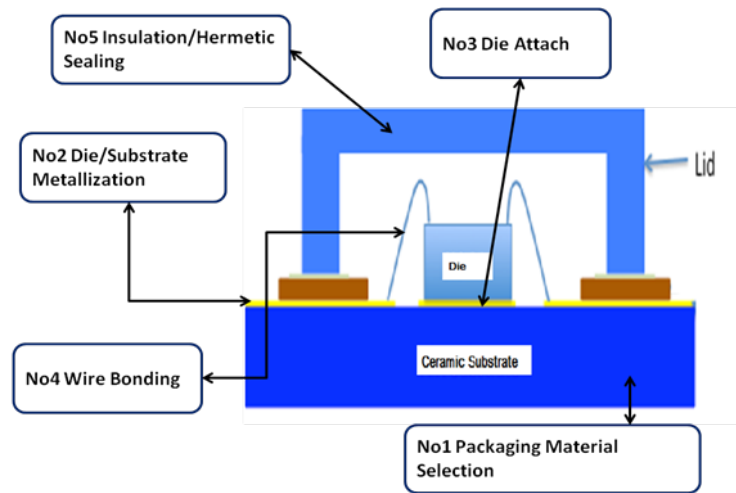 No5 Insulation/Hermetic
Sealing
No3 Die Attach
No2 Die/Substrate
Metallization
Lid
Die
No4 Wire Bonding
Ceramic Substrate
No1 Packaging Material
Selection